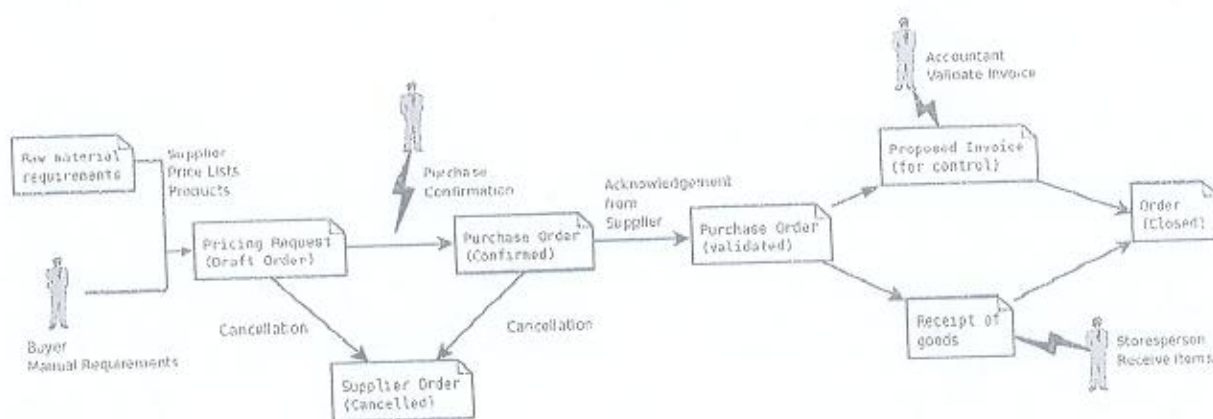 Accountant
Validate Invoice
Raw material
requirements
Supplier
Price Lists
Products
Purchase
Confirmation
Acknowledgement
from
Supplier
Proposed Invoice
(for control)
Order
(Closed)
Pricing Request
(Draft Order)
Purchase Order
(Confirmed)
Purchase Order
(Validated)
Cancellation
Cancellation
Receipt of
goods
Buyer
Manual Requirements
Storesperson
Receive Items
Supplier Order
(Cancelled)